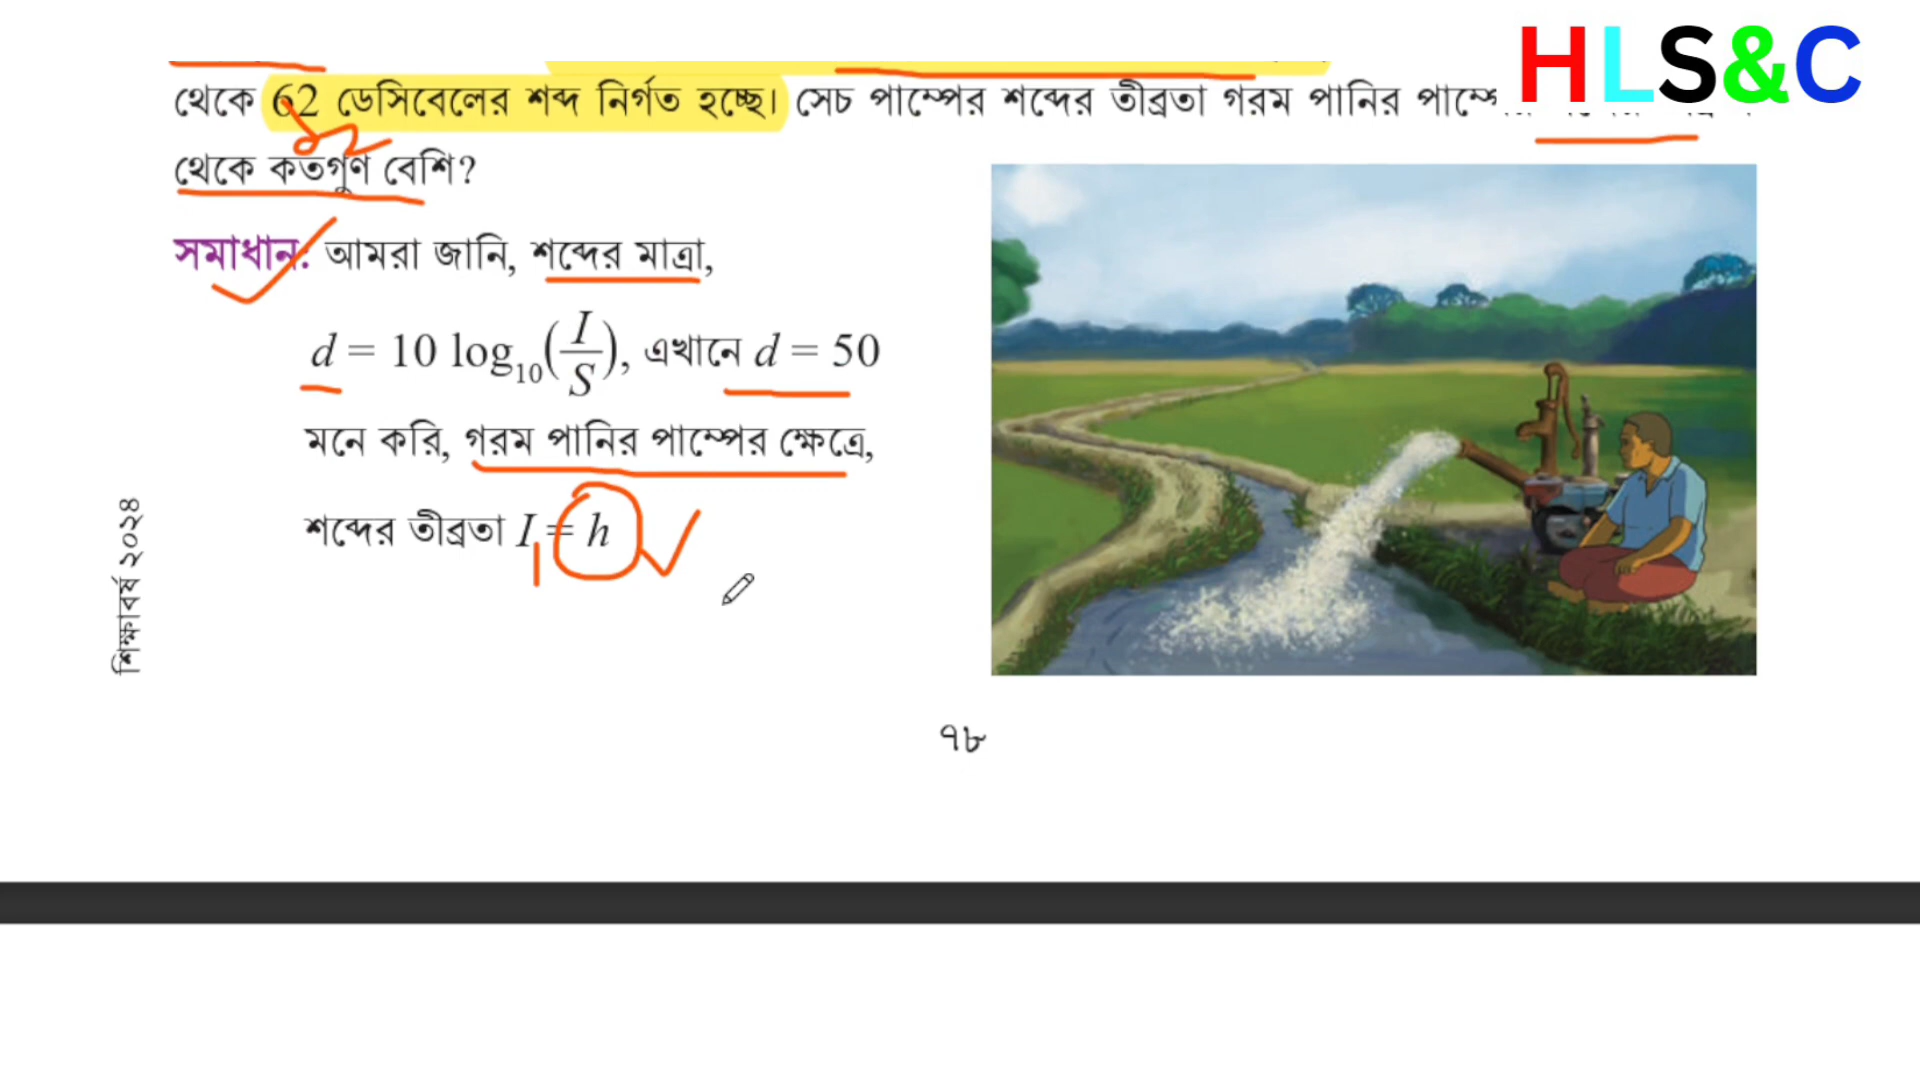 HLS&C
থেকে 62 ডেসিবেলের শব্দ নির্গত হচ্ছে। সেচ পাম্পের শব্দের তীব্রতা গরম পানির
থেকে কতগুণ বেশি?
সমাধান: আমরা জানি, শব্দের মাত্রা,
d = 10 log₁₀(I/S), এখানে d = 50
মনে করি, গরম পানির পাম্পের ক্ষেত্রে,
শব্দের তীব্রতা I = h
শিক্ষাবর্ষ ২০২৪
৭৮